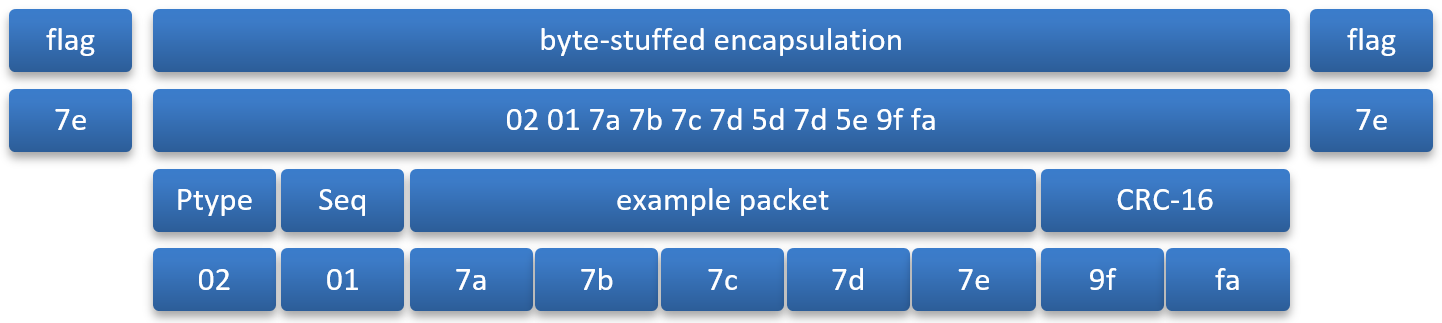 flag byte-stuffed encapsulation flag
7e 02 01 7a 7b 7c 7d 5d 7d 5e 9f fa 7e
Ptype Seq example packet CRC-16
02 01 7a 7b 7c 7d 7e 9f fa